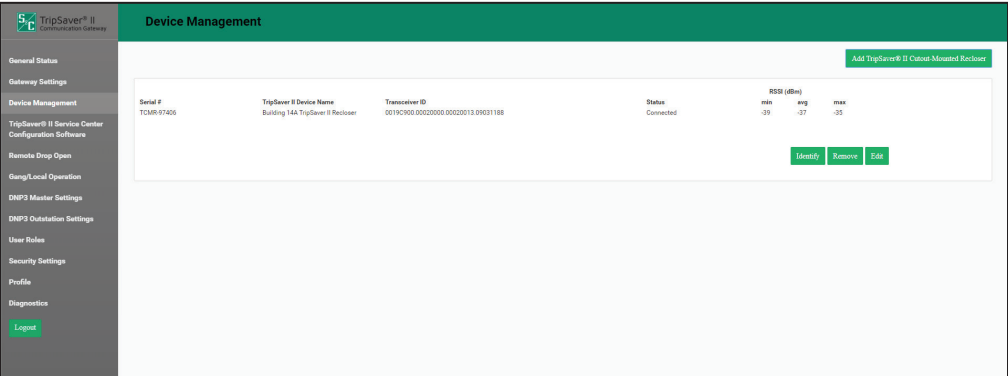 S&C TripSaver® II
Communication Gateway
Device Management
General Status
Gateway Settings
Device Management
TripSaver® II Service Center
Configuration Software
Remote Drop Open
Gang/Local Operation
DNP3 Master Settings
DNP3 Outstation Settings
User Roles
Security Settings
Profile
Diagnostics
Logout
Add TripSaver® II Cutout-Mounted Recloser
RSSI (dBm)
Serial # TripSaver II Device Name Transceiver ID Status min avg max
TCMR-97406 Building 14A TripSaver II Recloser 0019C900.00020000.00020013.09031188 Connected -39 -37 -35
Identify Remove Edit